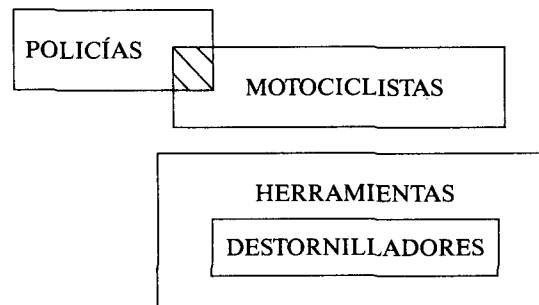 POLICÍAS
MOTOCICLISTAS
HERRAMIENTAS
DESTORNILLADORES